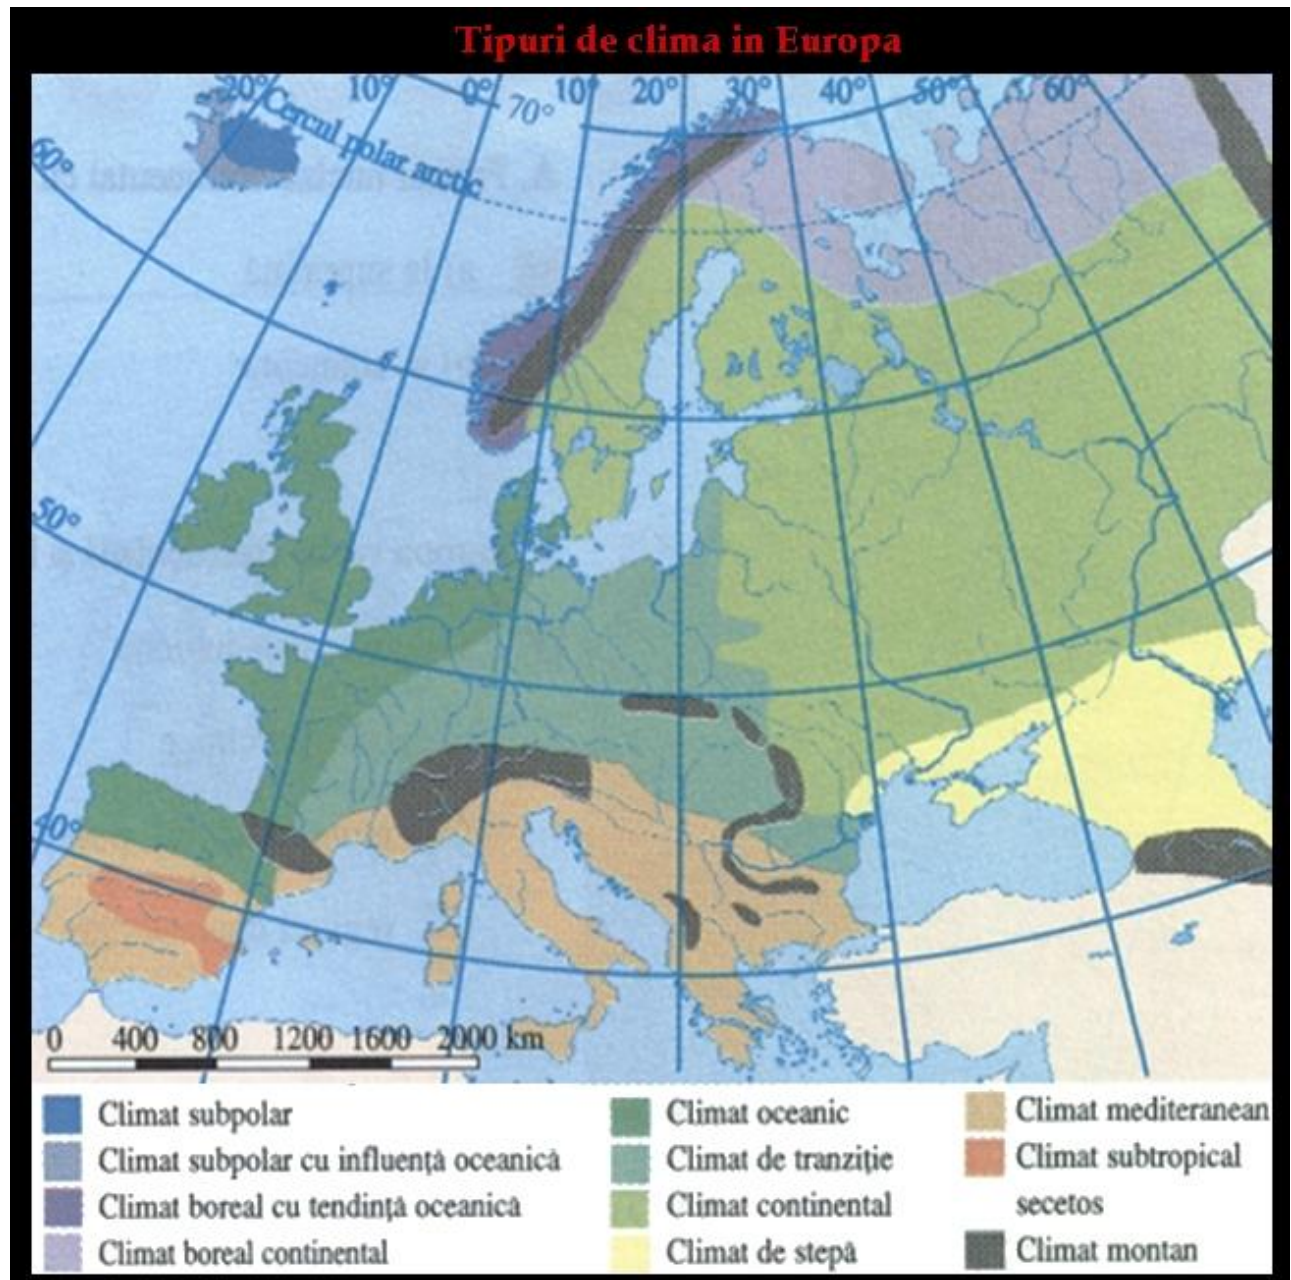 Tipuri de clima in Europa
20° 10° 0° 70° 10° 20° 30° 40° 50° 60°
Cercul polar arctic
60°
50°
40°
0 400 800 1200 1600 2000 km
Climat subpolar
Climat subpolar cu influență oceanică
Climat boreal cu tendință oceanică
Climat boreal continental
Climat oceanic
Climat de tranziție
Climat continental
Climat de stepă
Climat mediteranean
Climat subtropical
secetos
Climat montan